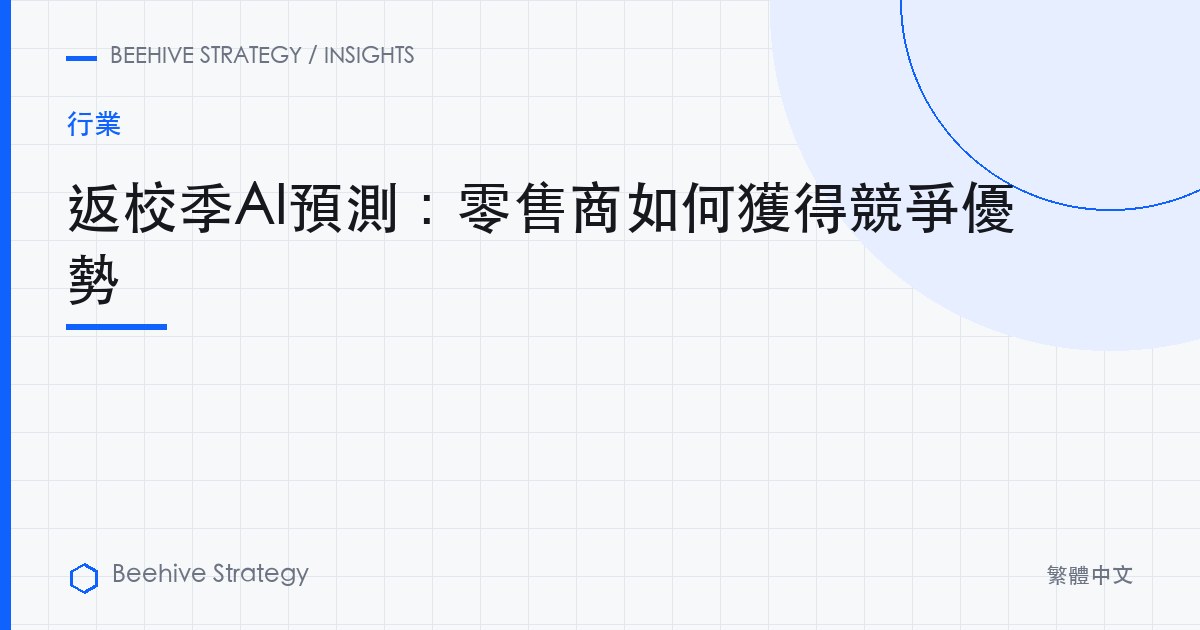 BEEHIVE STRATEGY / INSIGHTS
行業
返校季AI預測：零售商如何獲得競爭優
勢
Beehive Strategy
繁體中文